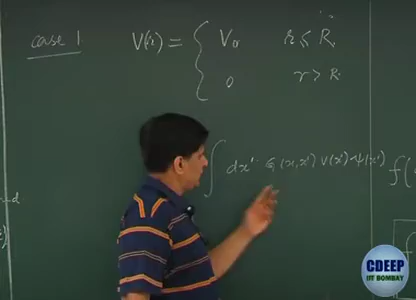 case 1
V(r) = { V₀ r ≤ R,
0 r > R.
∫ dx' G(x,x') V(x') ψ(x')
f(
CDEEP
IIT BOMBAY